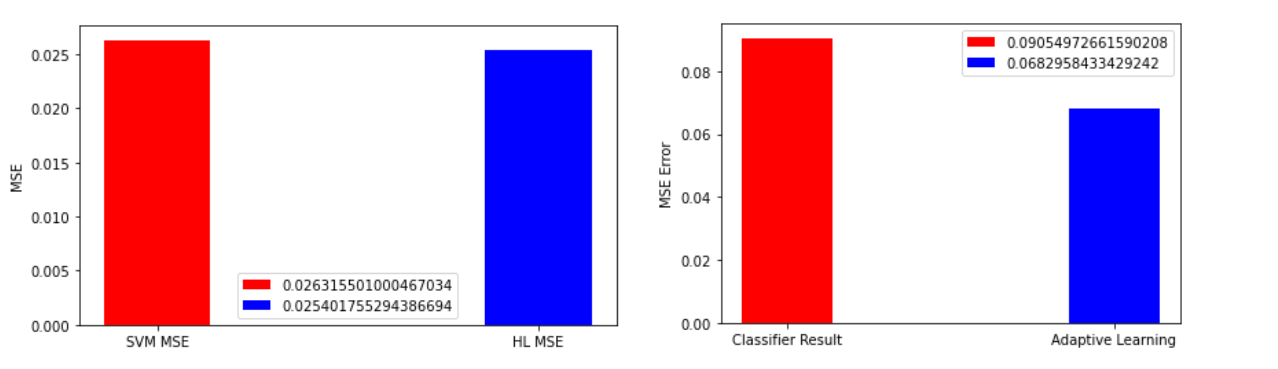 MSE
0.025
0.020
0.015
0.010
0.005
0.000
0.026315501000467034
0.025401755294386694
SVM MSE
HL MSE
MSE Error
0.08
0.06
0.04
0.02
0.00
0.09054972661590208
0.0682958433429242
Classifier Result
Adaptive Learning